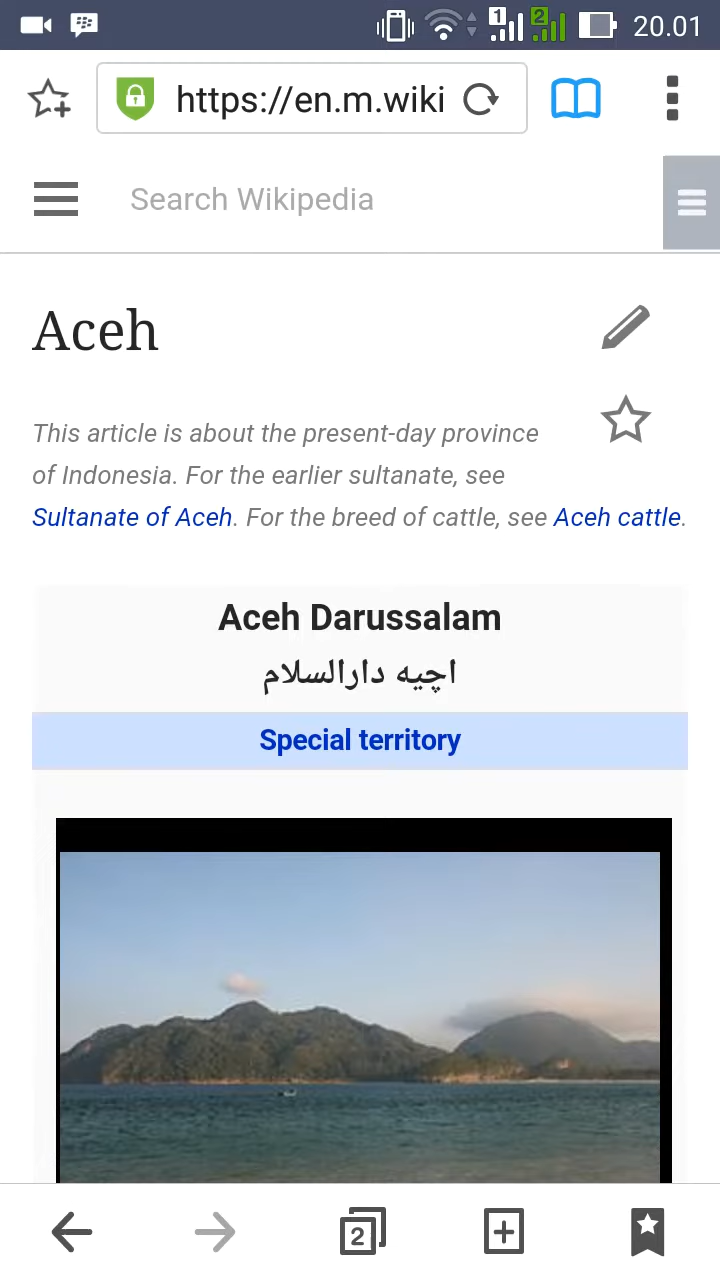 1 2 20.01
https://en.m.wiki
Search Wikipedia
Aceh
This article is about the present-day province
of Indonesia. For the earlier sultanate, see
Sultanate of Aceh. For the breed of cattle, see Aceh cattle.
Aceh Darussalam
اچيه دارالسلام
Special territory
2